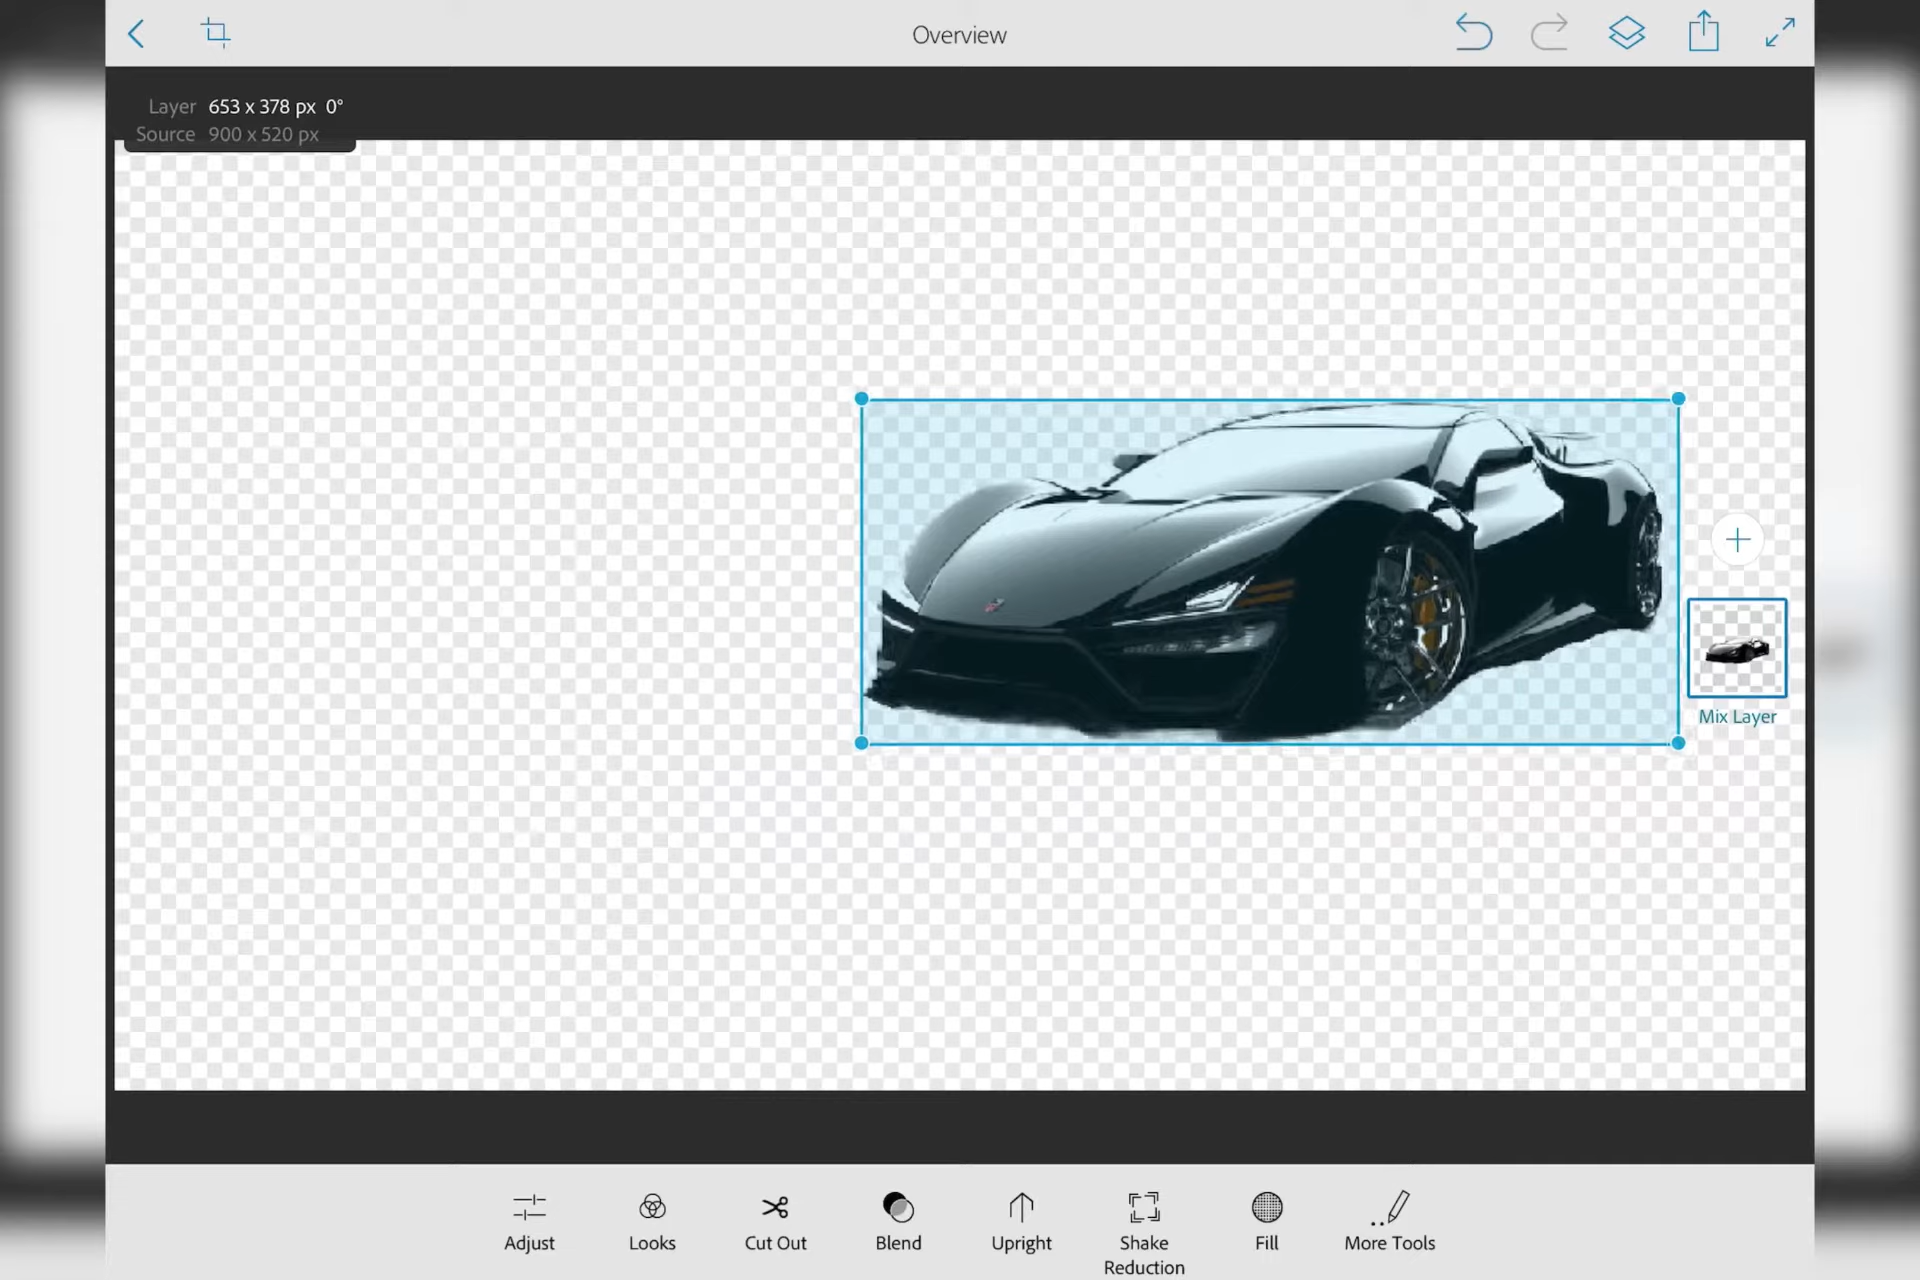 Overview
Layer 653 x 378 px 0°
Source 900 x 520 px
Mix Layer
Adjust
Looks
Cut Out
Blend
Upright
Shake
Reduction
Fill
More Tools